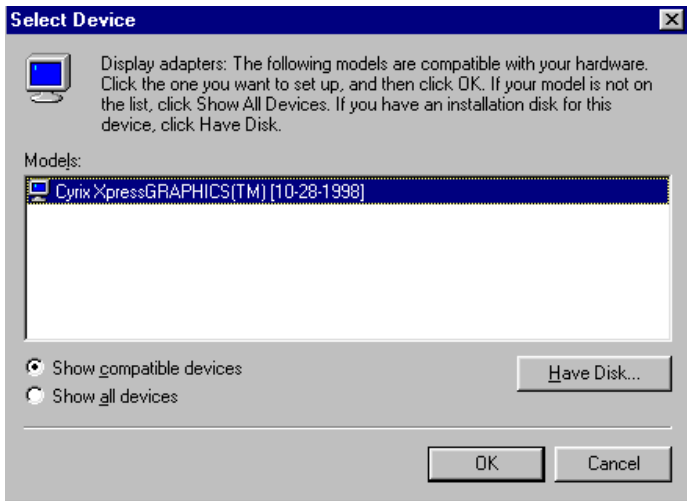 Select Device
Display adapters: The following models are compatible with your hardware.
Click the one you want to set up, and then click OK. If your model is not on
the list, click Show All Devices. If you have an installation disk for this
device, click Have Disk.
Models:
Cyrix XpressGRAPHICS(TM) [10-28-1998]
Show compatible devices
Have Disk...
Show all devices
OK
Cancel